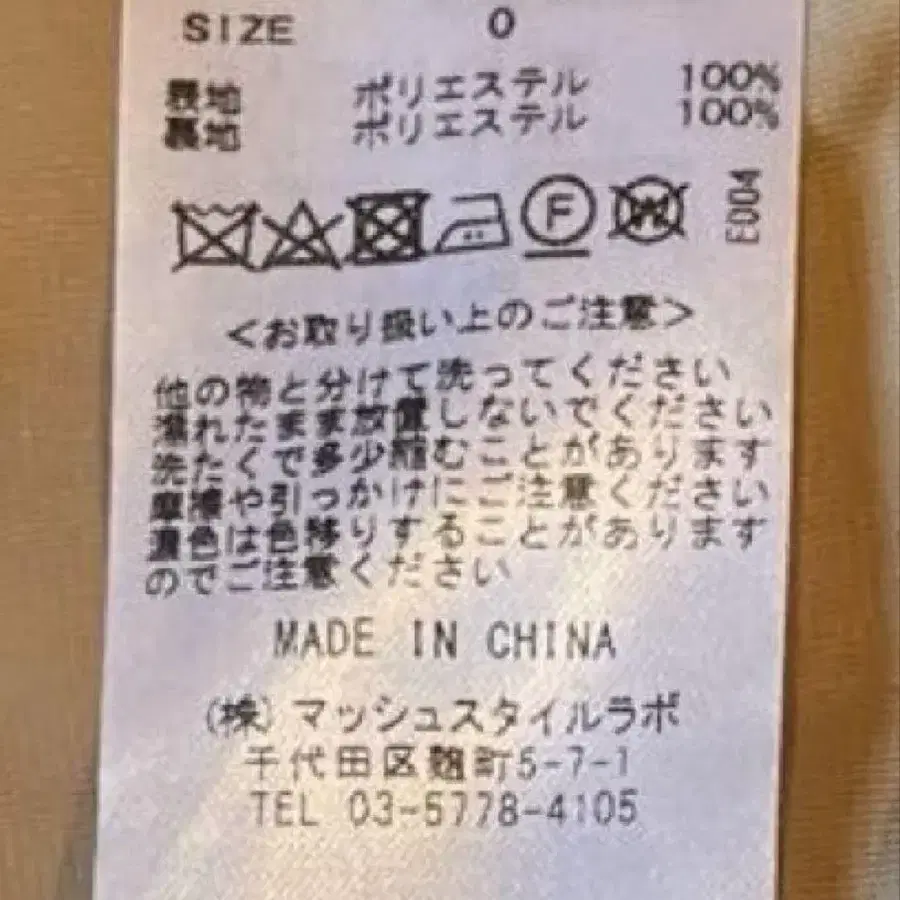 SIZE 0
表地 ポリエステル 100%
裏地 ポリエステル 100%
F W E004
<お取り扱い上のご注意>
他の物と分けて洗ってください
濡れたまま放置しないでください
洗たくで多少縮むことがあります
摩擦や引っかけにご注意ください
濃色は色移りすることがあります
のでご注意ください
MADE IN CHINA
(株)マッシュスタイルラボ
千代田区麹町5-7-1
TEL 03-5778-4105